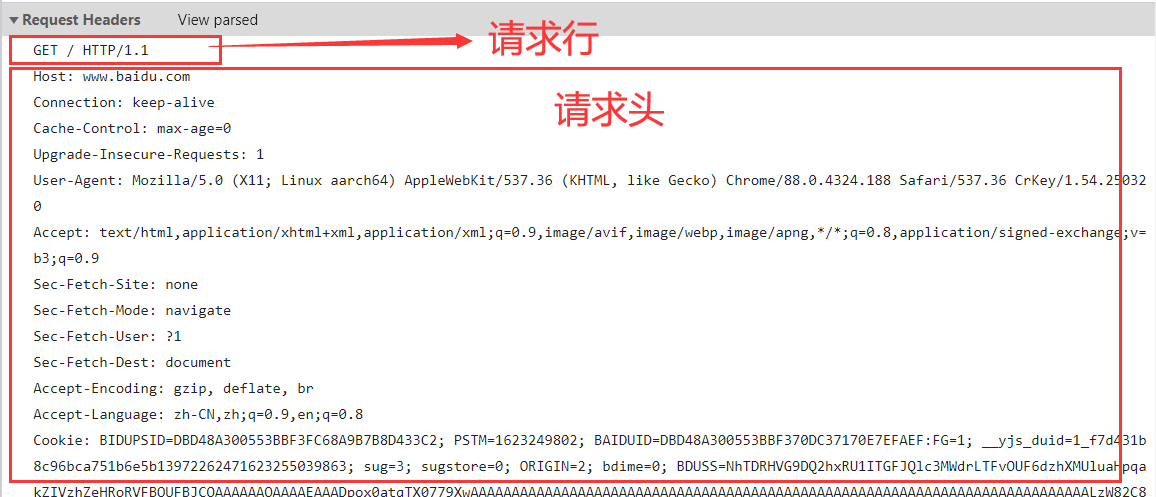 ▼Request Headers View parsed
GET / HTTP/1.1
请求行
Host: www.baidu.com
请求头
Connection: keep-alive
Cache-Control: max-age=0
Upgrade-Insecure-Requests: 1
User-Agent: Mozilla/5.0 (X11; Linux aarch64) AppleWebKit/537.36 (KHTML, like Gecko) Chrome/88.0.4324.188 Safari/537.36 CrKey/1.54.25032
0
Accept: text/html,application/xhtml+xml,application/xml;q=0.9,image/avif,image/webp,image/apng,*/*;q=0.8,application/signed-exchange;v=
b3;q=0.9
Sec-Fetch-Site: none
Sec-Fetch-Mode: navigate
Sec-Fetch-User: ?1
Sec-Fetch-Dest: document
Accept-Encoding: gzip, deflate, br
Accept-Language: zh-CN,zh;q=0.9,en;q=0.8
Cookie: BIDUPSID=DBD48A300553BBF3FC68A9B7B8D433C2; PSTM=1623249802; BAIDUID=DBD48A300553BBF370DC37170E7EFAEF:FG=1; __yjs_duid=1_f7d431b
8c96bca751b6e5b13972262471623255039863; sug=3; sugstore=0; ORIGIN=2; bdime=0;